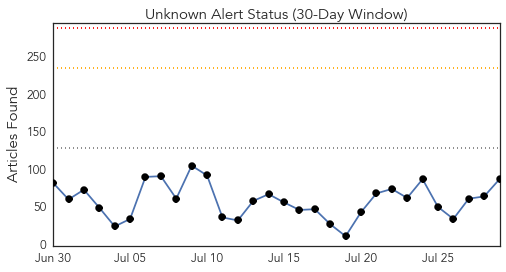 Unknown Alert Status (30-Day Window)
Articles Found
250
200
150
100
50
0
Jun 30
Jul 05
Jul 10
Jul 15
Jul 20
Jul 25